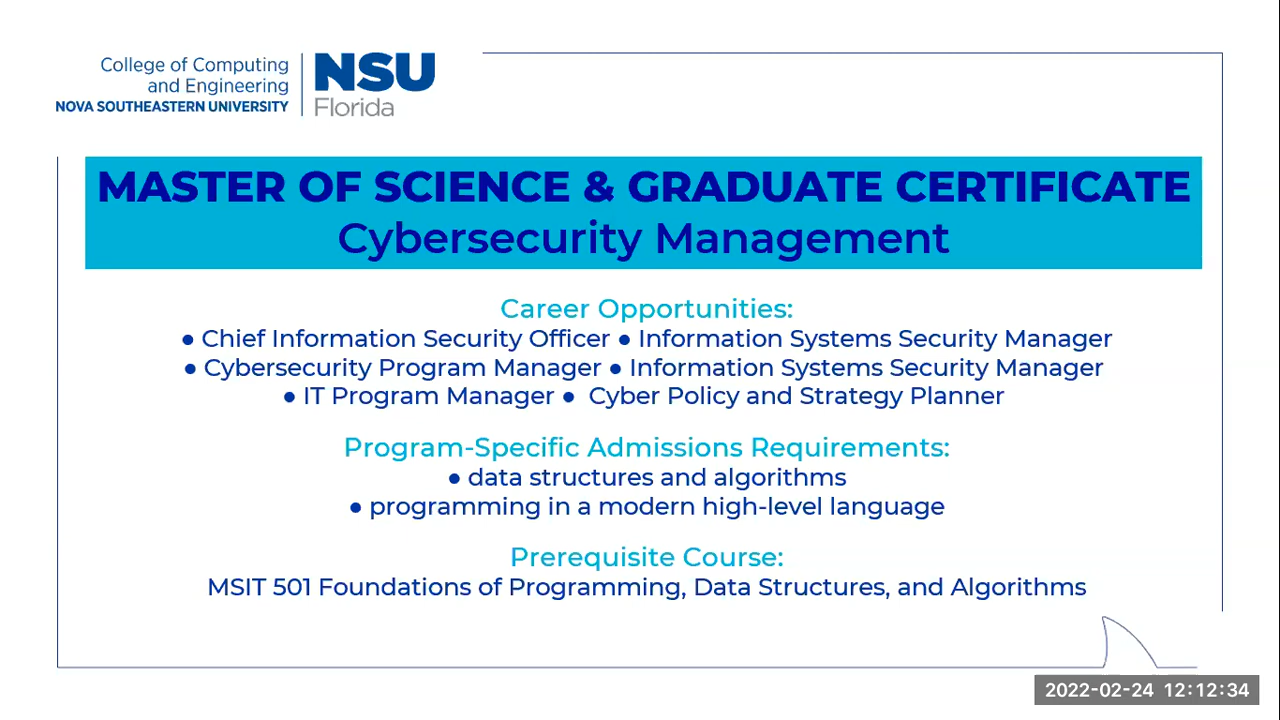 College of Computing
and Engineering
NOVA SOUTHEASTERN UNIVERSITY
NSU
Florida
MASTER OF SCIENCE & GRADUATE CERTIFICATE
Cybersecurity Management
Career Opportunities:
● Chief Information Security Officer ● Information Systems Security Manager
● Cybersecurity Program Manager ● Information Systems Security Manager
● IT Program Manager ● Cyber Policy and Strategy Planner
Program-Specific Admissions Requirements:
● data structures and algorithms
● programming in a modern high-level language
Prerequisite Course:
MSIT 501 Foundations of Programming, Data Structures, and Algorithms
2022-02-24 12:12:34